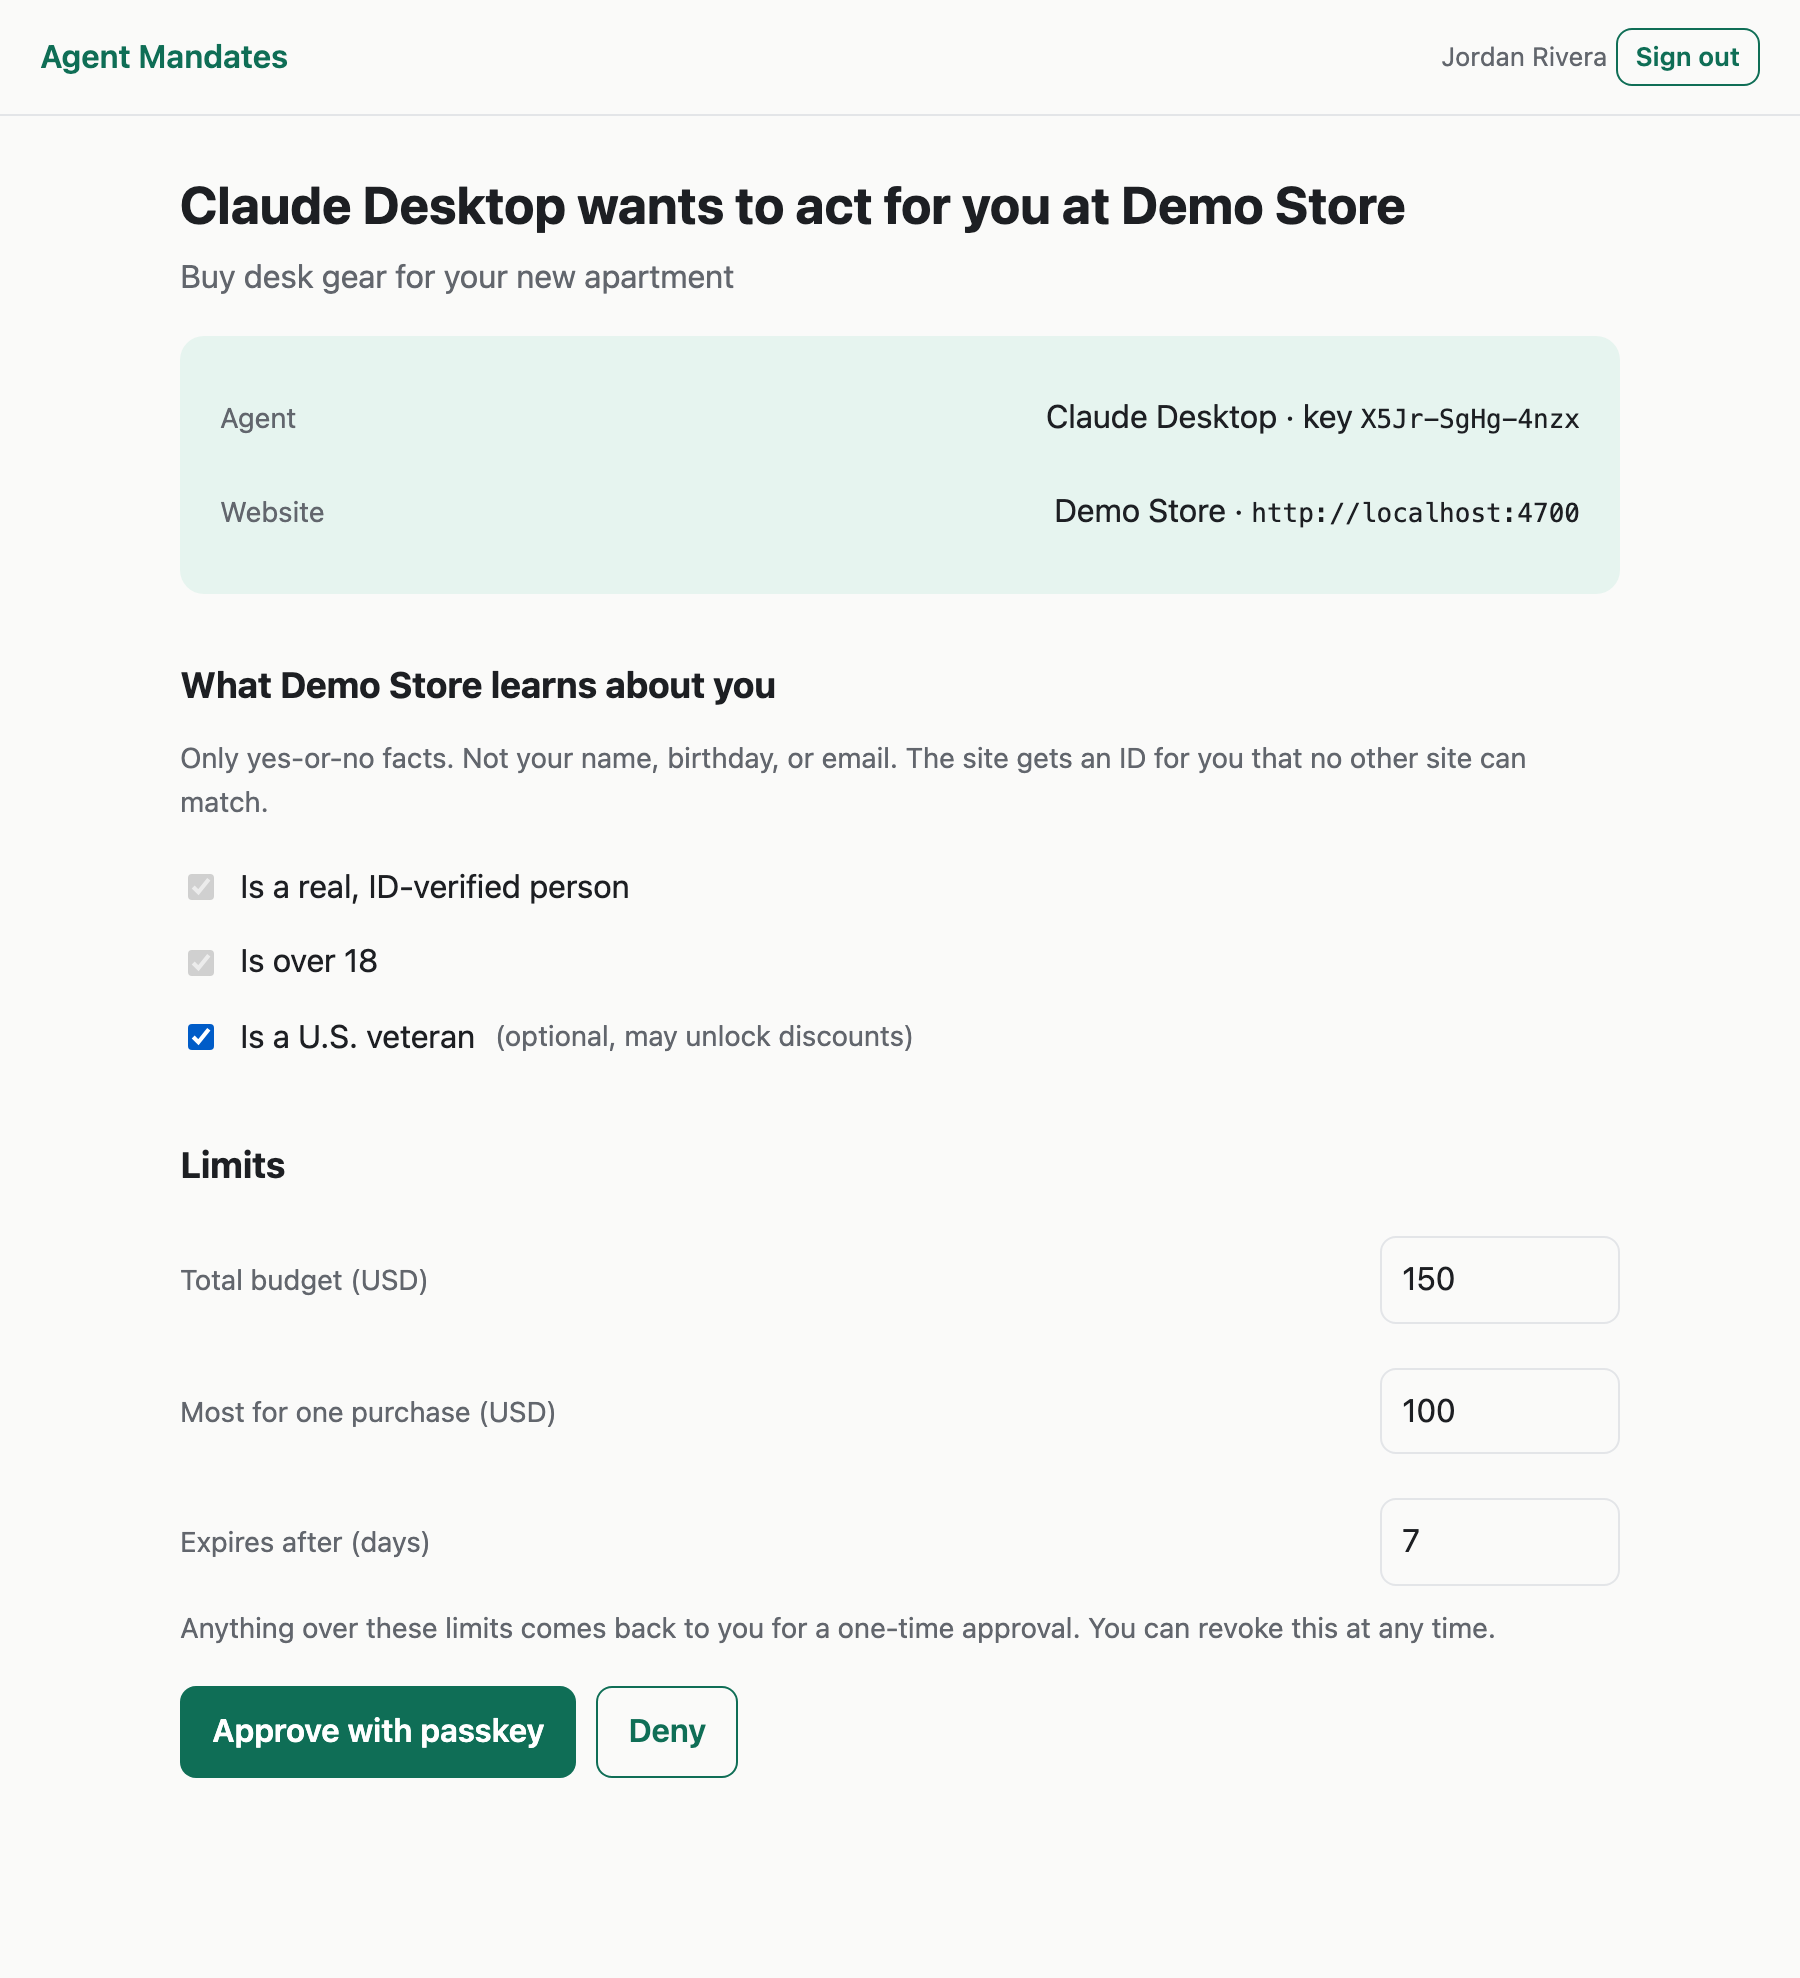 Agent Mandates
Jordan Rivera
Sign out
Claude Desktop wants to act for you at Demo Store
Buy desk gear for your new apartment
Agent
Claude Desktop · key X5Jr-SgHg-4nzx
Website
Demo Store · http://localhost:4700
What Demo Store learns about you
Only yes-or-no facts. Not your name, birthday, or email. The site gets an ID for you that no other site can
match.
Is a real, ID-verified person
Is over 18
Is a U.S. veteran (optional, may unlock discounts)
Limits
Total budget (USD)
150
Most for one purchase (USD)
100
Expires after (days)
7
Anything over these limits comes back to you for a one-time approval. You can revoke this at any time.
Approve with passkey
Deny